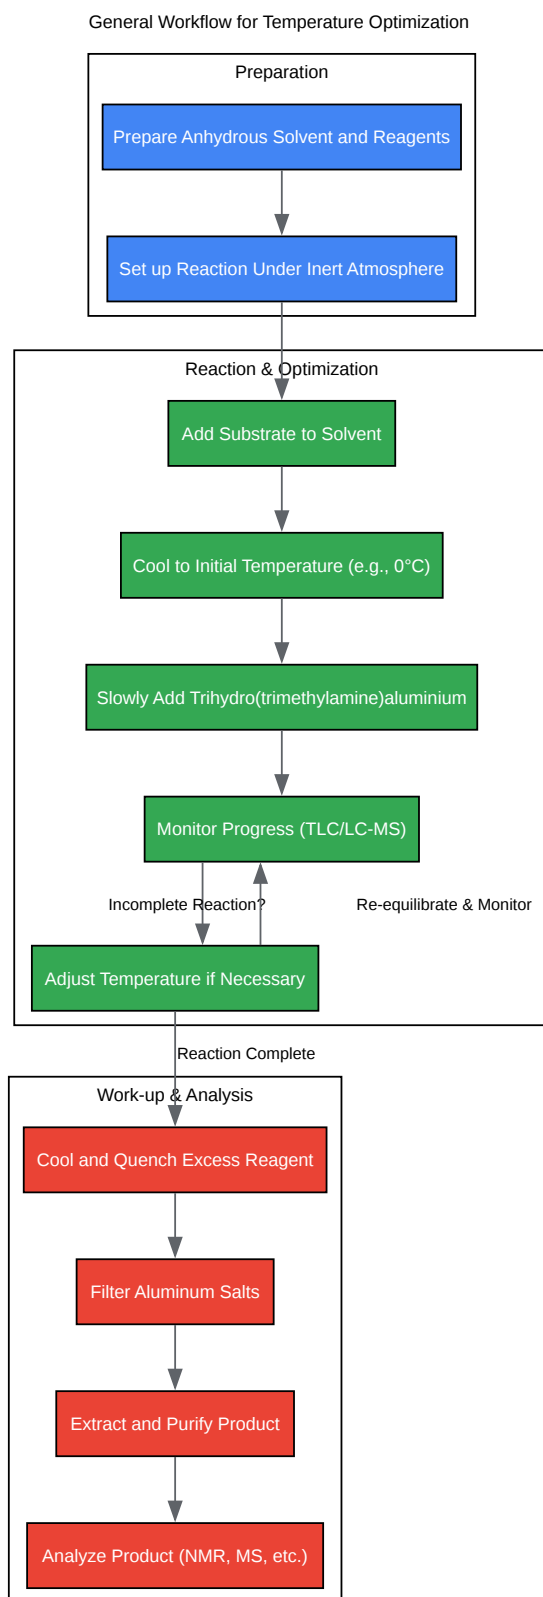 General Workflow for Temperature Optimization
Preparation
Prepare Anhydrous Solvent and Reagents
Set up Reaction Under Inert Atmosphere
Reaction & Optimization
Add Substrate to Solvent
Cool to Initial Temperature (e.g., 0°C)
Slowly Add Trihydro(trimethylamine)aluminium
Monitor Progress (TLC/LC-MS)
Incomplete Reaction?
Re-equilibrate & Monitor
Adjust Temperature if Necessary
Reaction Complete
Work-up & Analysis
Cool and Quench Excess Reagent
Filter Aluminum Salts
Extract and Purify Product
Analyze Product (NMR, MS, etc.)